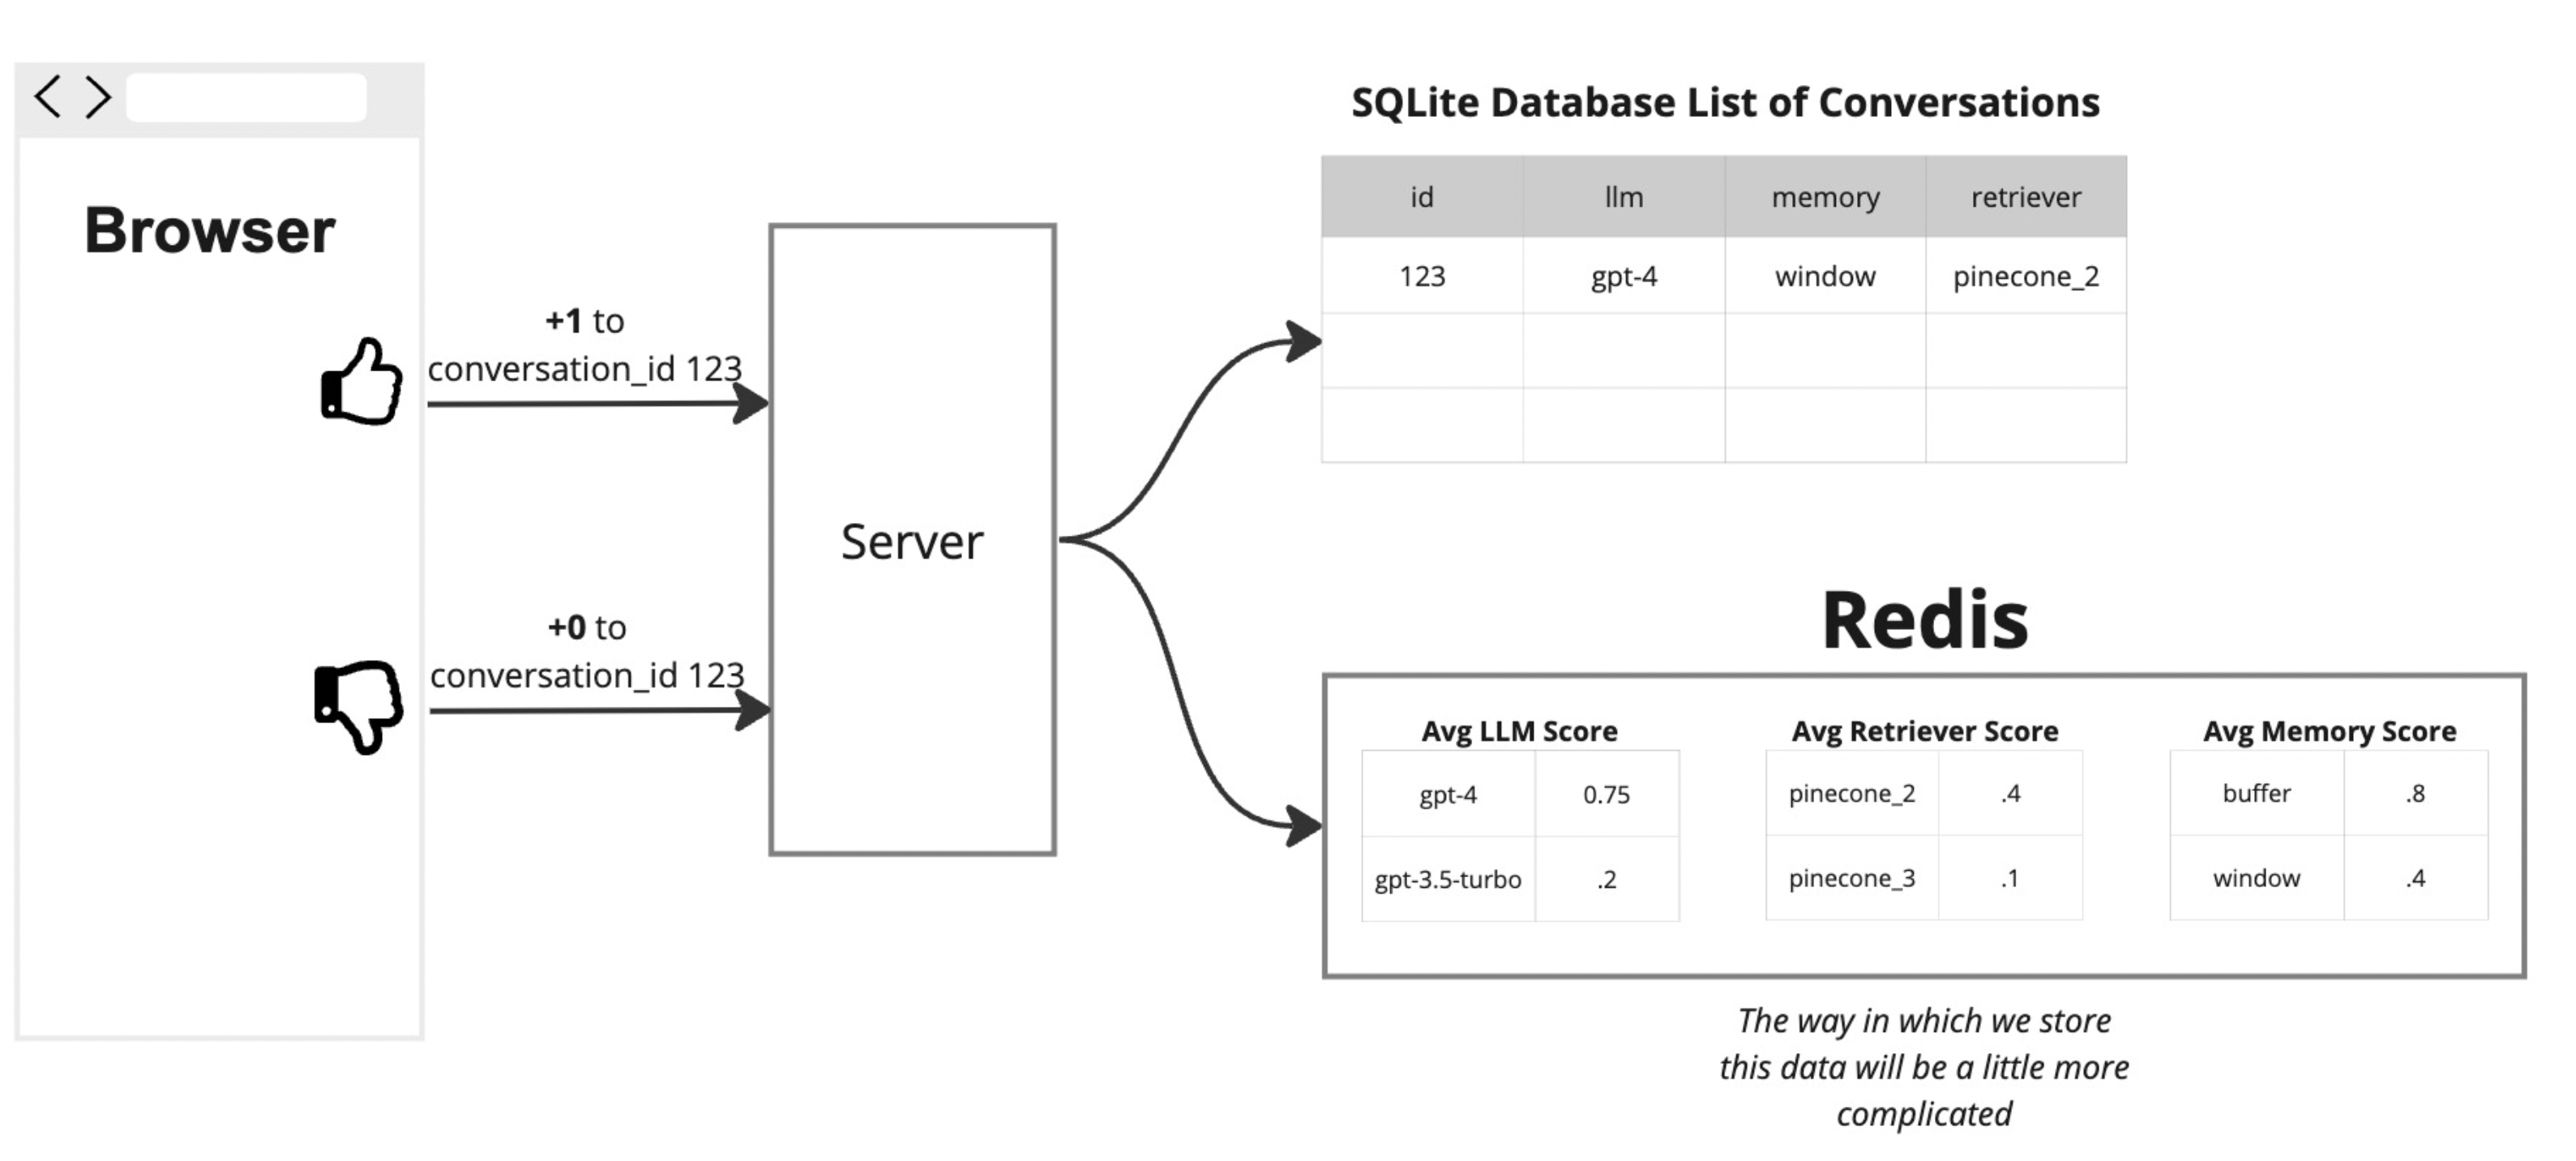 Browser
+1 to
conversation_id 123
+0 to
conversation_id 123
Server
SQLite Database List of Conversations
id llm memory retriever
123 gpt-4 window pinecone_2
Redis
Avg LLM Score
gpt-4 0.75
gpt-3.5-turbo .2
Avg Retriever Score
pinecone_2 .4
pinecone_3 .1
Avg Memory Score
buffer .8
window .4
The way in which we store
this data will be a little more
complicated